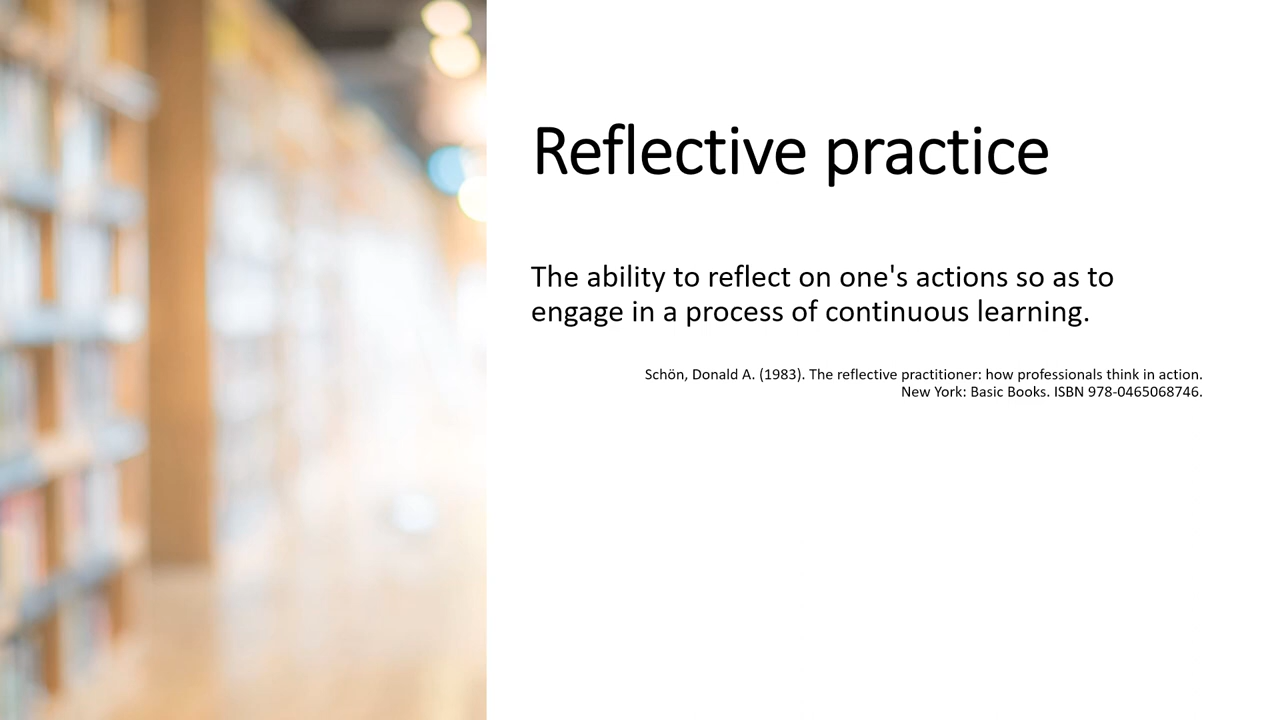 Reflective practice
The ability to reflect on one's actions so as to
engage in a process of continuous learning.
Schön, Donald A. (1983). The reflective practitioner: how professionals think in action.
New York: Basic Books. ISBN 978-0465068746.